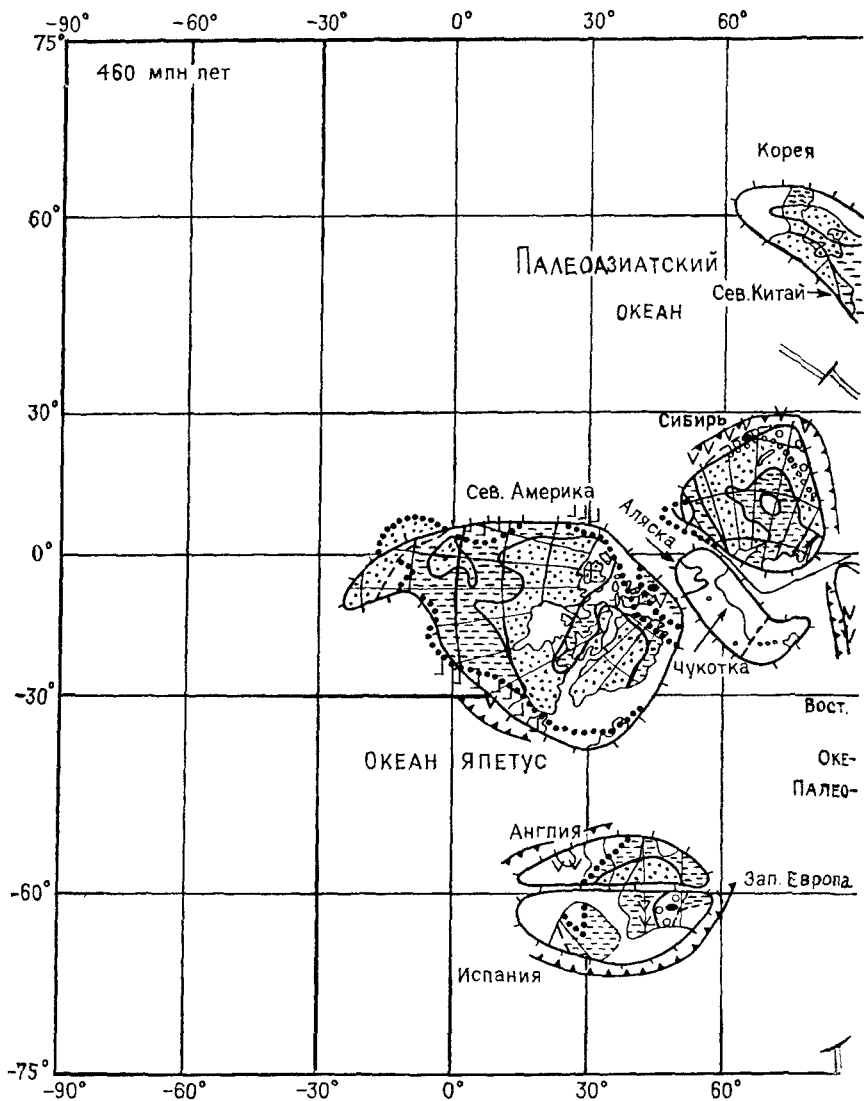 -90° -60° -30° 0° 30° 60°
75°
460 млн лет
Корея
60°
ПАЛЕОАЗИАТСКИЙ
ОКЕАН
Сев. Китай
30°
Сибирь
Сев. Америка
Аляска
0°
Чукотка
-30°
Вост.
ОКЕАН ЯПЕТУС
ОКЕ-
ПАЛЕО-
Англия
Зап. Европа
-60°
Испания
-75°
-90° -60° -30° 0° 30° 60°